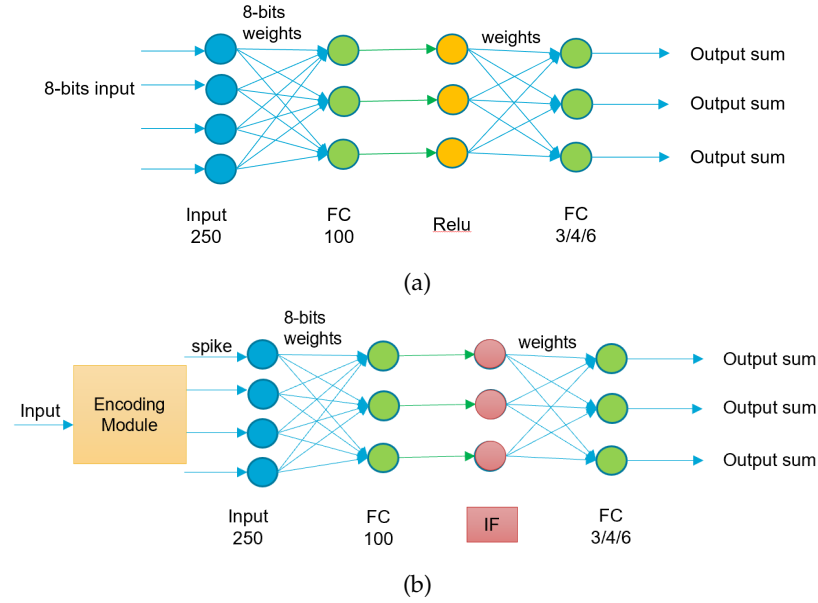 8-bits
weights
weights
8-bits input
Output sum
Output sum
Output sum
Input
250
FC
100
Relu
FC
3/4/6
(a)
8-bits
weights
spike
weights
Input
Encoding
Module
Output sum
Output sum
Output sum
Input
250
FC
100
IF
FC
3/4/6
(b)